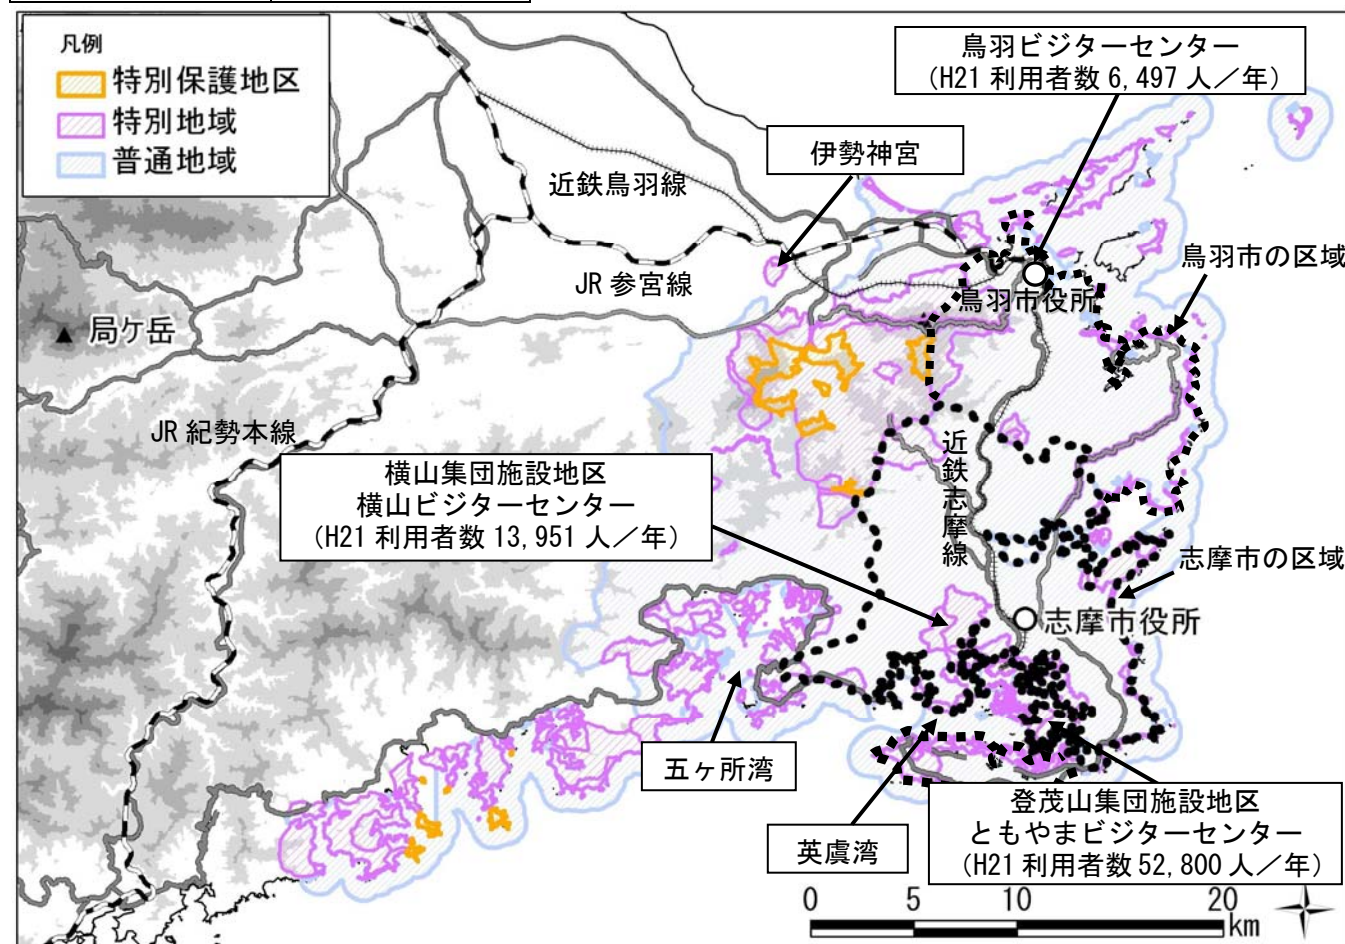 凡例
特別保護地区
特別地域
普通地域
鳥羽ビジターセンター
(H21 利用者数 6,497 人／年)
伊勢神宮
近鉄鳥羽線
JR 参宮線
鳥羽市の区域
鳥羽市役所
局ケ岳
JR 紀勢本線
横山集団施設地区
横山ビジターセンター
(H21 利用者数 13,951 人／年)
近鉄志摩線
志摩市の区域
志摩市役所
五ヶ所湾
英虞湾
登茂山集団施設地区
ともやまビジターセンター
(H21 利用者数 52,800 人／年)
0 5 10 20
km